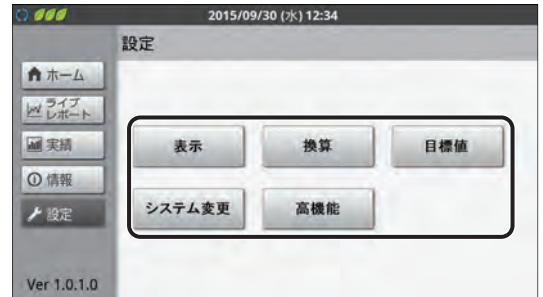 2015/09/30 (水) 12:34
設定
ホーム
ライブ
レポート
実績
情報
設定
表示 換算 目標値
システム変更 高機能
Ver 1.0.1.0